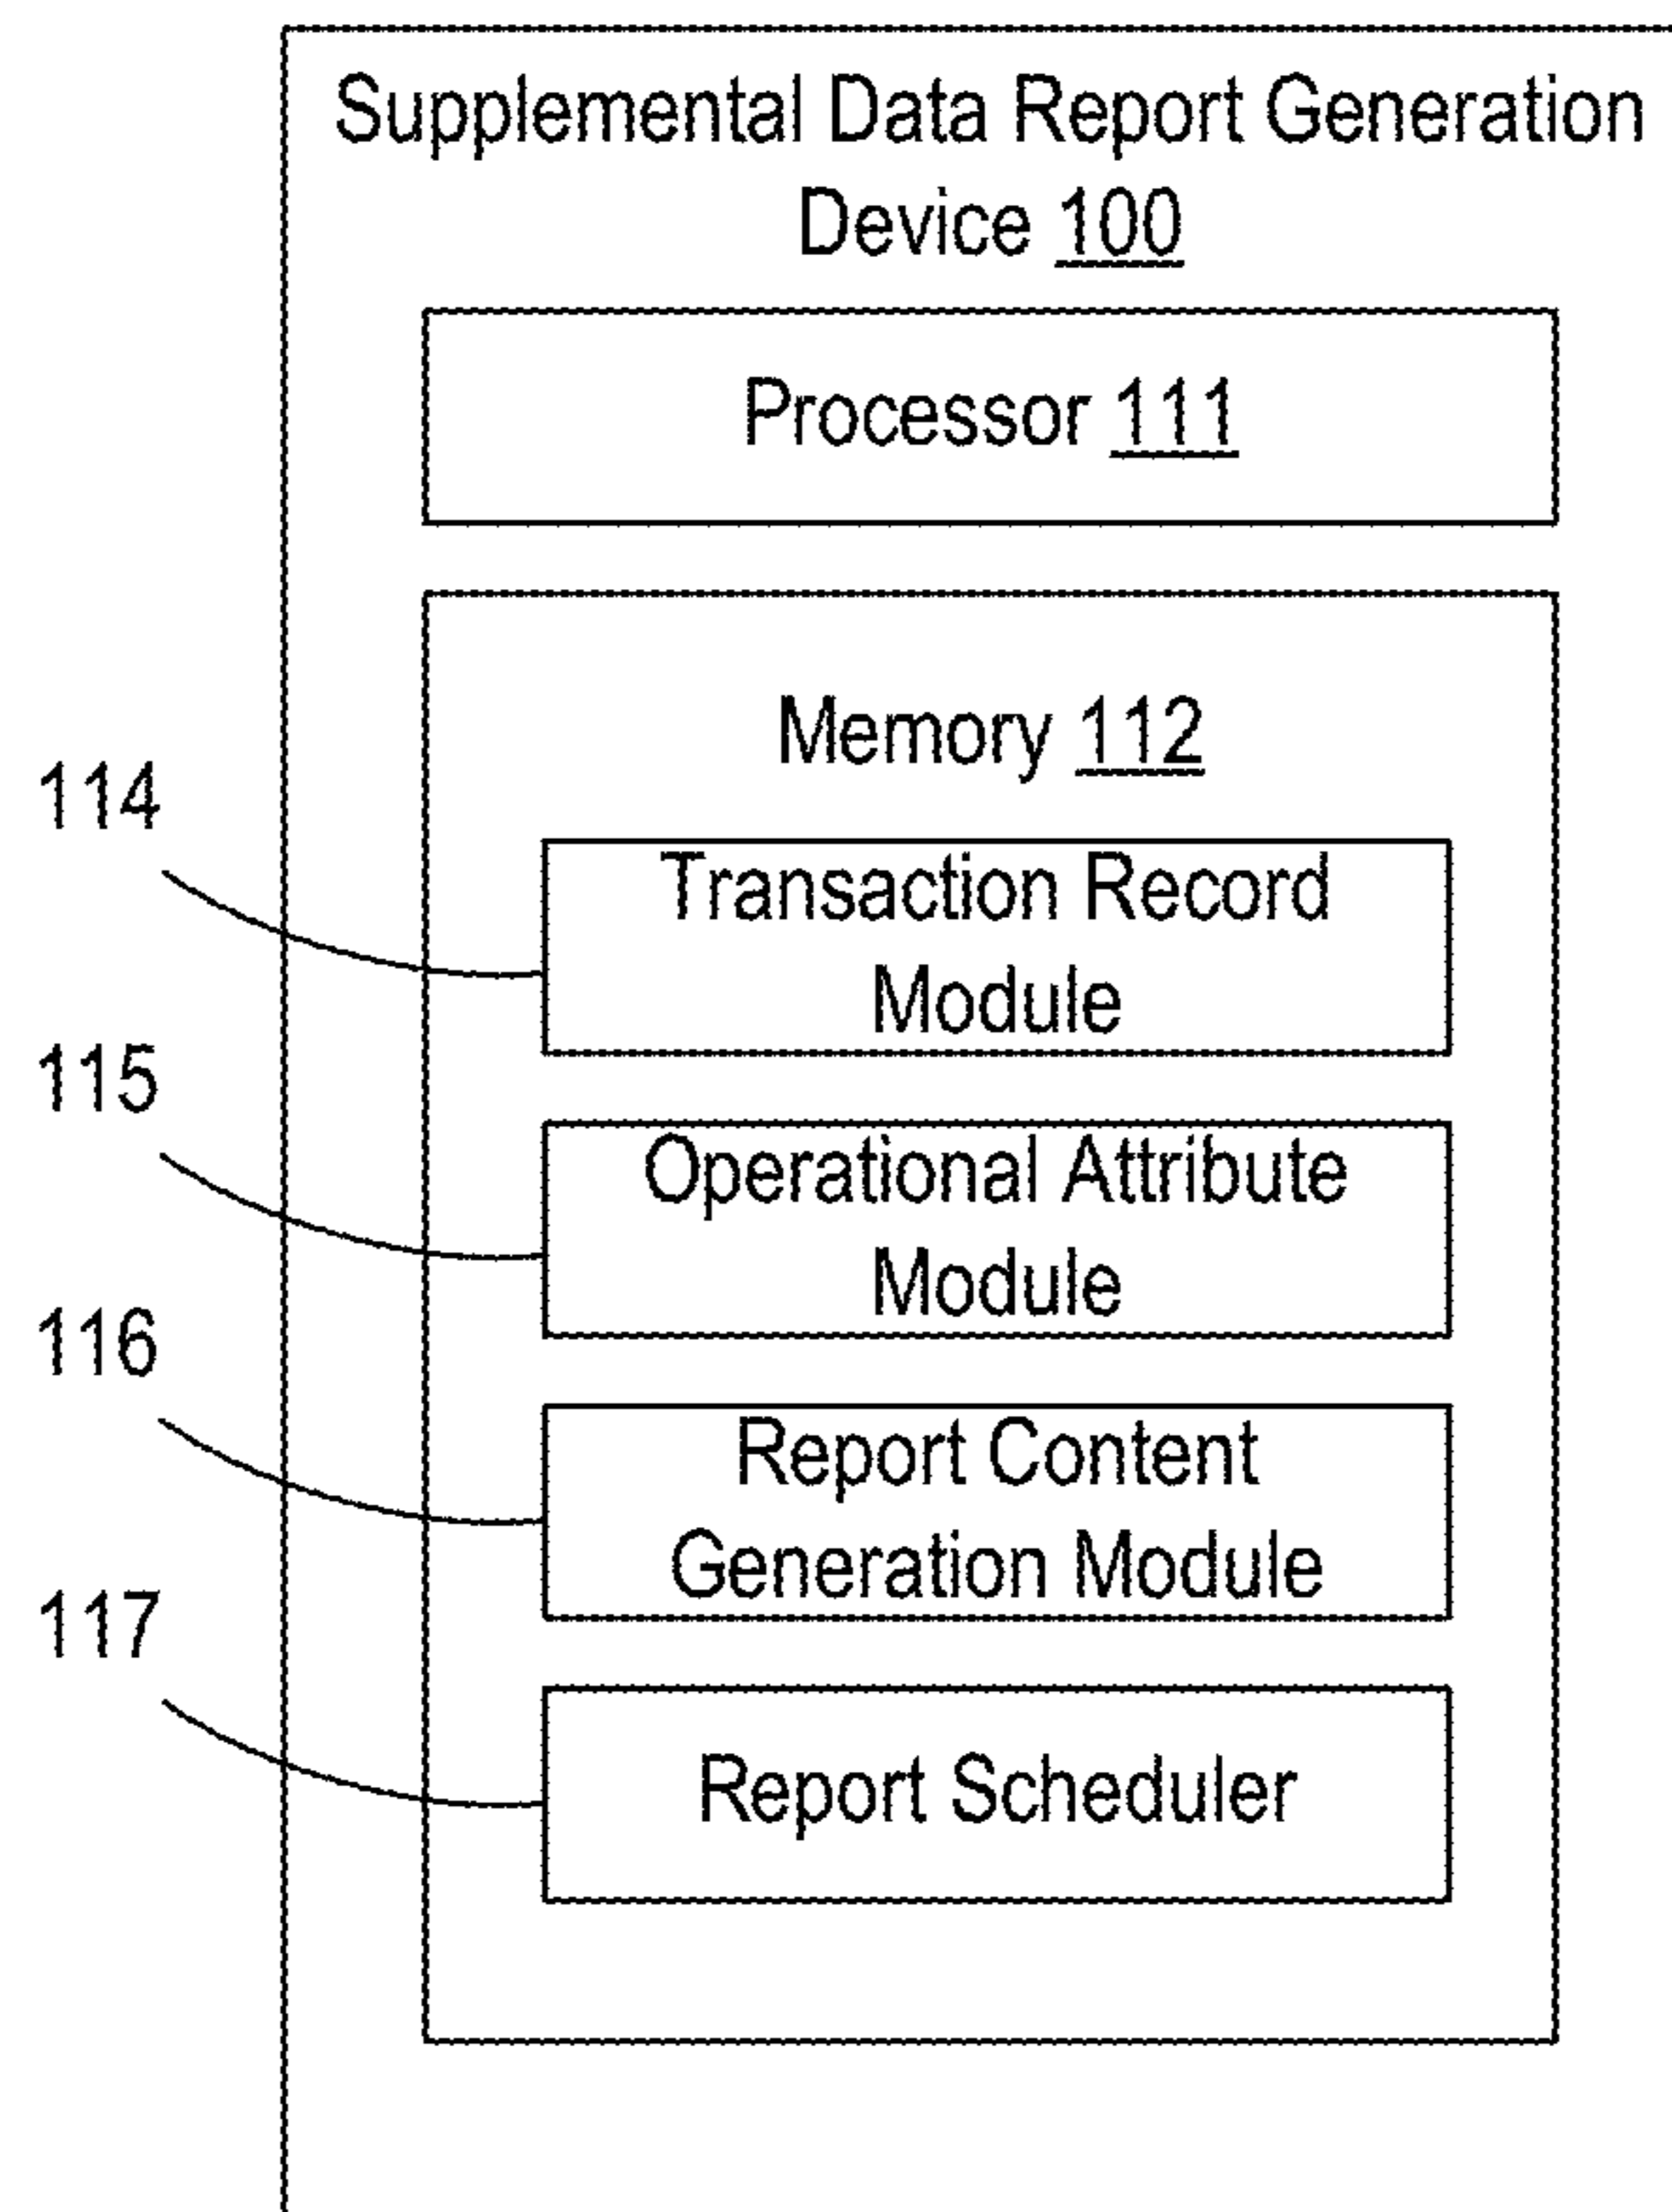 Supplemental Data Report Generation
Device 100
Processor 111
Memory 112
114
Transaction Record
Module
115
Operational Attribute
Module
116
Report Content
Generation Module
117
Report Scheduler